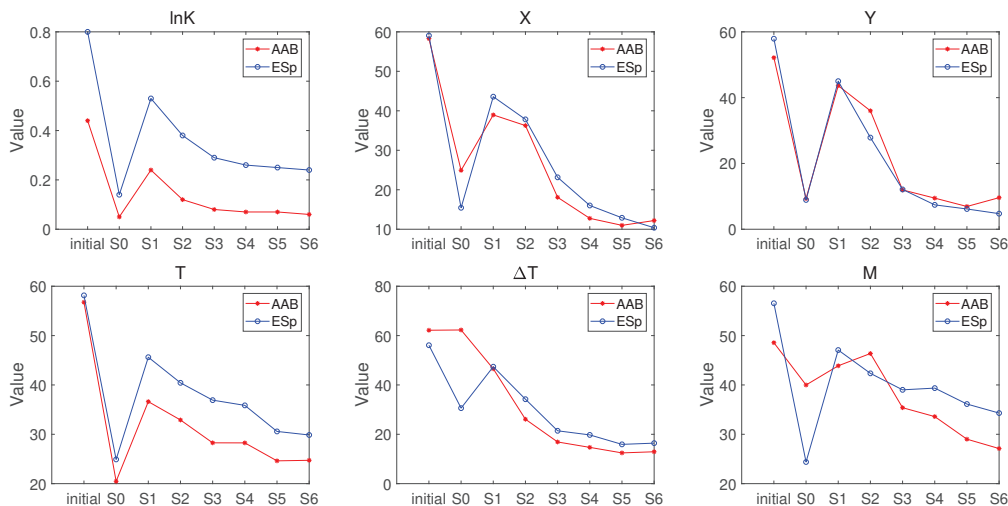 lnK
0.8
0.6
0.4
0.2
0
Value
initial S0 S1 S2 S3 S4 S5 S6
AAB
ESp
X
60
50
40
30
20
10
Value
initial S0 S1 S2 S3 S4 S5 S6
AAB
ESp
Y
60
40
20
0
Value
initial S0 S1 S2 S3 S4 S5 S6
AAB
ESp
T
60
50
40
30
20
Value
initial S0 S1 S2 S3 S4 S5 S6
AAB
ESp
ΔT
80
60
40
20
0
Value
initial S0 S1 S2 S3 S4 S5 S6
AAB
ESp
M
60
50
40
30
20
Value
initial S0 S1 S2 S3 S4 S5 S6
AAB
ESp